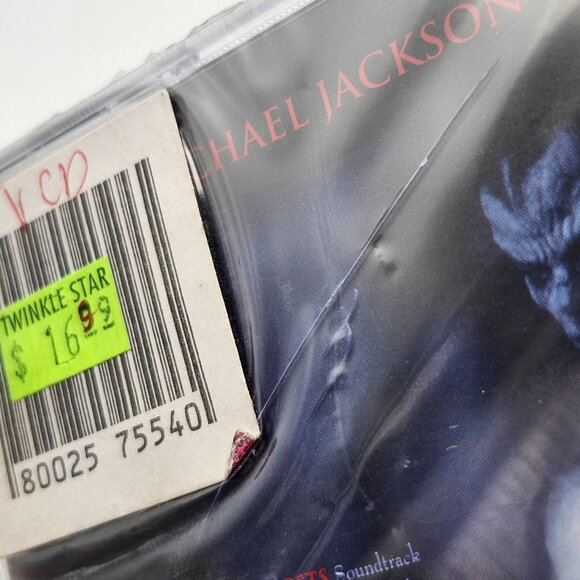 CHAEL JACKSON
V CD
TWINKLE STAR
$ 16.99
80025 75540
Soundtrack